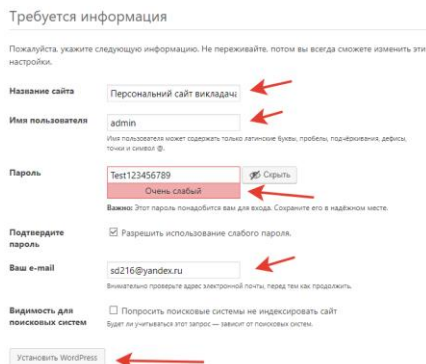 Требуется информация
Пожалуйста, укажите следующую информацию. Не переживайте, потом вы всегда сможете изменить эти
настройки.
Название сайта
Персональний сайт викладача
Имя пользователя
admin
Имя пользователя может содержать только латинские буквы, пробелы, подчёркивания, дефисы,
точки и символ @.
Пароль
Test123456789
Скрыть
Очень слабый
Важно: Этот пароль понадобится вам для входа. Сохраните его в надёжном месте.
Подтвердите
пароль
Разрешить использование слабого пароля.
Ваш e-mail
sd216@yandex.ru
Внимательно проверьте адрес электронной почты, перед тем как продолжить.
Видимость для
поисковых систем
Попросить поисковые системы не индексировать сайт
Будет ли учитываться этот запрос — зависит от поисковых систем.
Установить WordPress